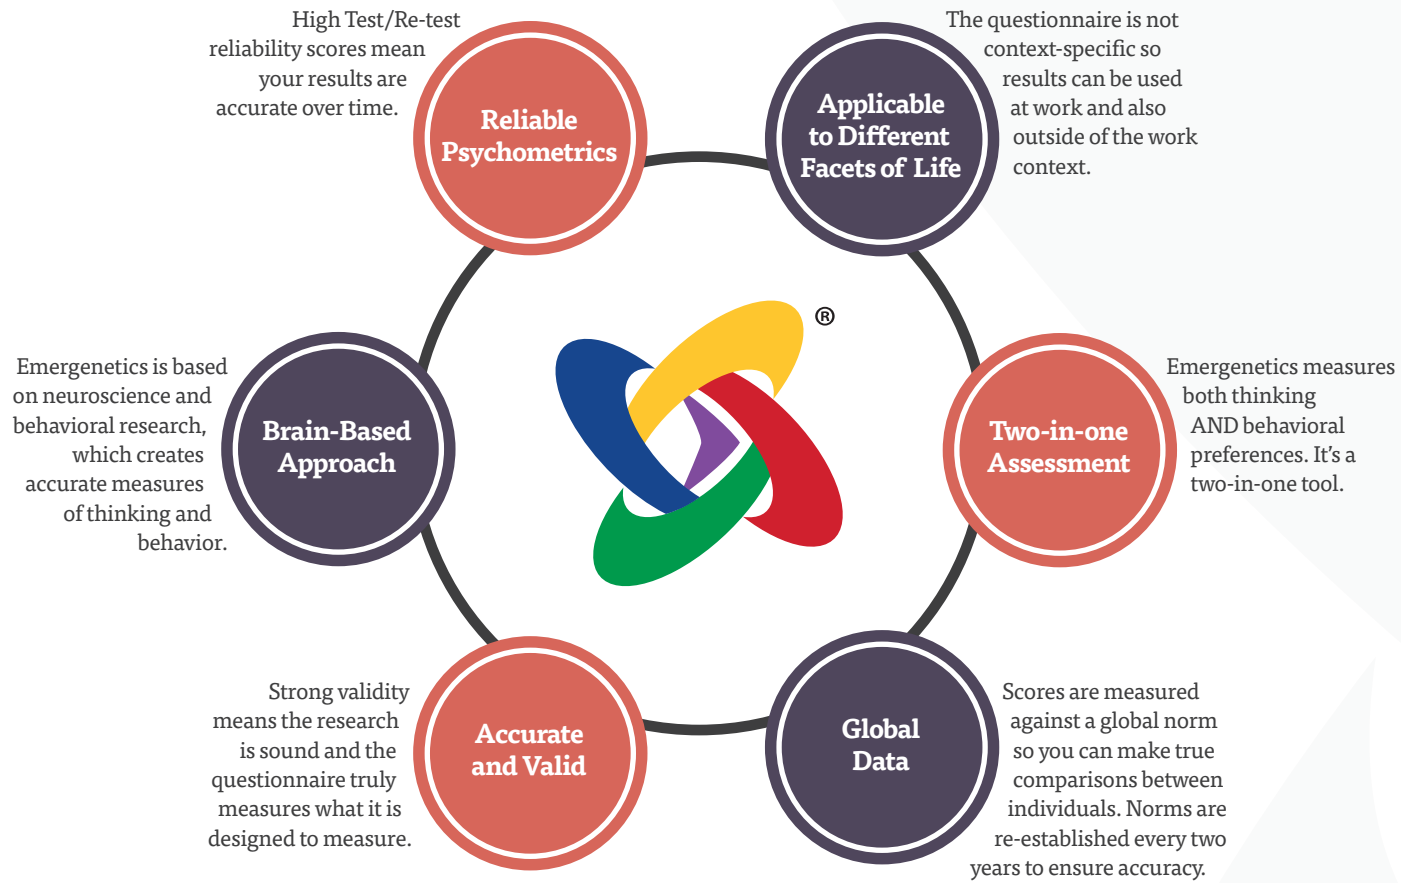 High Test/Re-test
reliability scores mean
your results are
accurate over time.
Reliable
Psychometrics
Applicable
to Different
Facets of Life
The questionnaire is not
context-specific so
results can be used
at work and also
outside of the work
context.
®
Emergenetics is based
on neuroscience and
behavioral research,
which creates
accurate measures
of thinking and
behavior.
Brain-Based
Approach
Two-in-one
Assessment
Emergenetics measures
both thinking
AND behavioral
preferences. It's a
two-in-one tool.
Strong validity
means the research
is sound and the
questionnaire truly
measures what it is
designed to measure.
Accurate
and Valid
Global
Data
Scores are measured
against a global norm
so you can make true
comparisons between
individuals. Norms are
re-established every two
years to ensure accuracy.